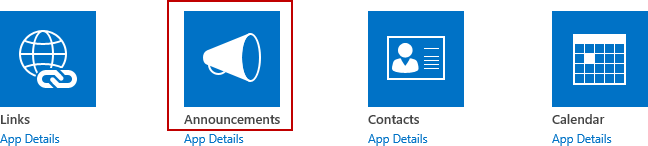 Links
App Details
Announcements
App Details
Contacts
App Details
Calendar
App Details